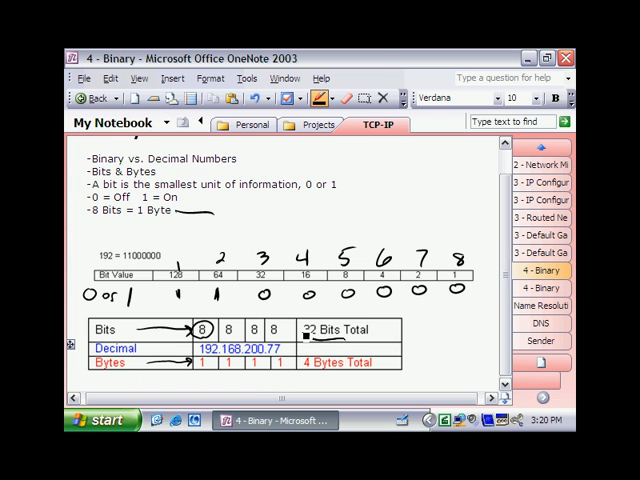 4 - Binary - Microsoft Office OneNote 2003
File Edit View Insert Format Tools Window Help Type a question for help
Back Verdana 10 B
My Notebook Personal Projects TCP-IP Type text to find
-Binary vs. Decimal Numbers
-Bits & Bytes
-A bit is the smallest unit of information, 0 or 1
-0 = Off 1 = On
-8 Bits = 1 Byte
192 = 11000000
1 2 3 4 5 6 7 8
Bit Value 128 64 32 16 8 4 2 1
0 or 1 1 1 0 0 0 0 0 0
Bits 8 8 8 8 32 Bits Total
Decimal 192.168.200.77
Bytes 1 1 1 1 4 Bytes Total
2 - Network Mi
3 - IP Configur
3 - IP Configur
3 - Routed Ne
3 - Default Ga
3 - Default Ga
4 - Binary
4 - Binary
Name Resoluti
DNS
Sender
start 4 - Binary - Microsoft ... 3:20 PM